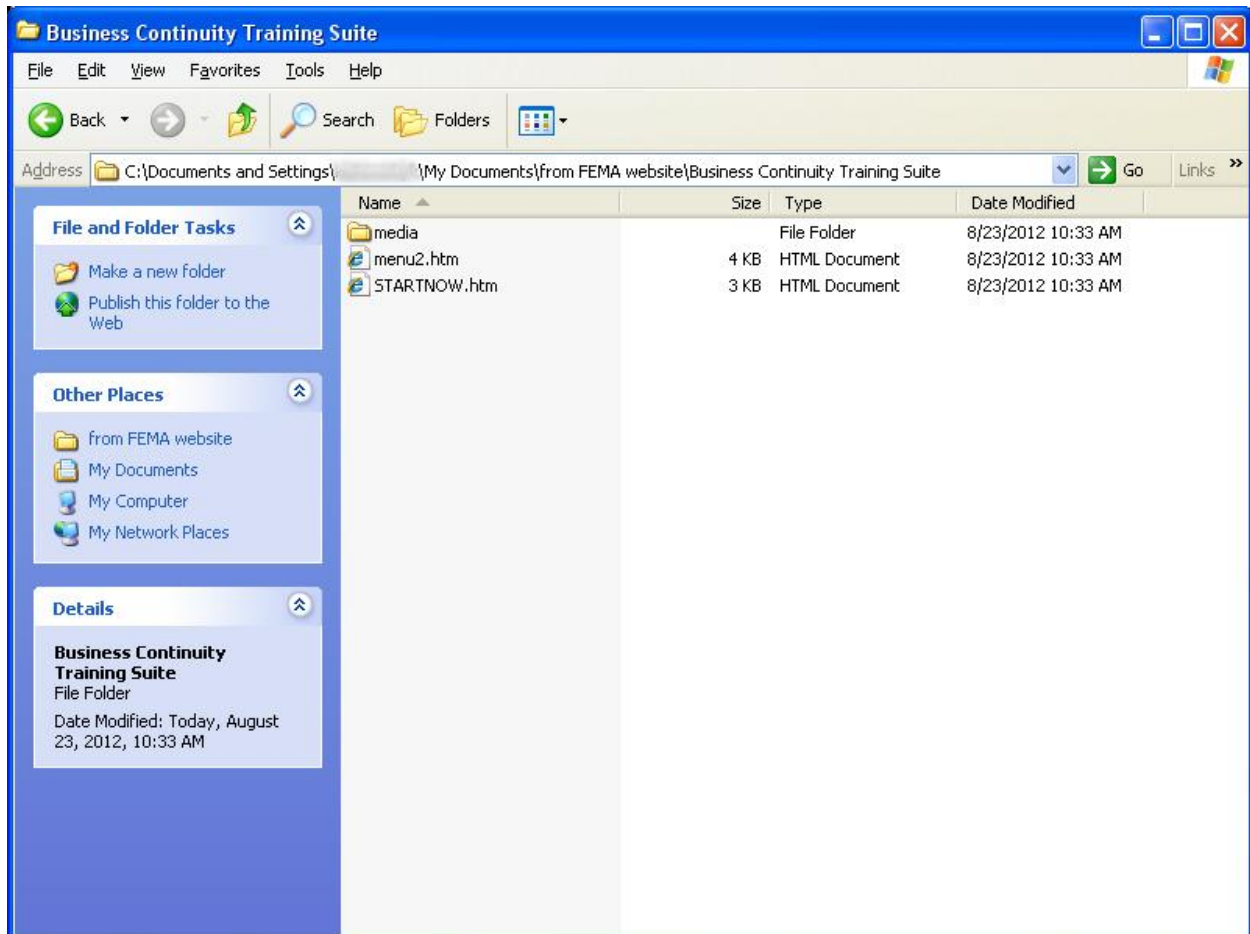 Business Continuity Training Suite
File Edit View Favorites Tools Help
Back Search Folders
Address C:\Documents and Settings\ \My Documents\from FEMA website\Business Continuity Training Suite Go Links »
File and Folder Tasks
Make a new folder
Publish this folder to the
Web
Other Places
from FEMA website
My Documents
My Computer
My Network Places
Details
Business Continuity
Training Suite
File Folder
Date Modified: Today, August
23, 2012, 10:33 AM
Name Size Type Date Modified
media File Folder 8/23/2012 10:33 AM
menu2.htm 4 KB HTML Document 8/23/2012 10:33 AM
STARTNOW.htm 3 KB HTML Document 8/23/2012 10:33 AM